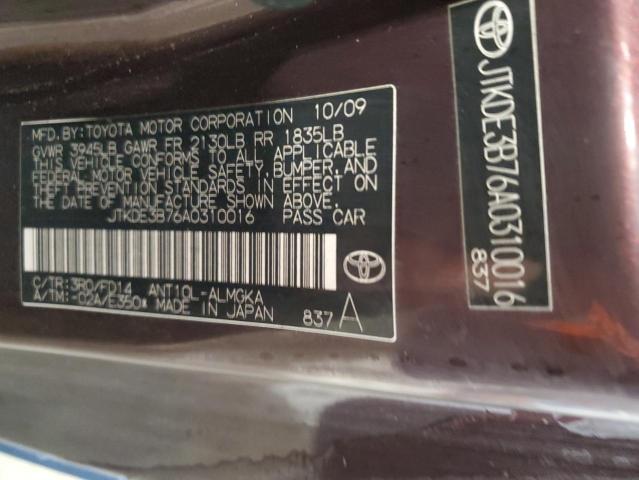 MFD. BY: TOYOTA MOTOR CORPORATION 10/09
GVWR 3945LB GAWR FR 2130LB RR 1835LB
THIS VEHICLE CONFORMS TO ALL APPLICABLE
FEDERAL MOTOR VEHICLE SAFETY, BUMPER, AND
THEFT PREVENTION STANDARDS IN EFFECT ON
THE DATE OF MANUFACTURE SHOWN ABOVE.
JTKDE3B76A0310016 PASS CAR
C/TR: 3R0/FD14 ANT10L-ALMGKA
A/TM: -02A/E350* MADE IN JAPAN
837 A
JTKDE3B76A0310016
837